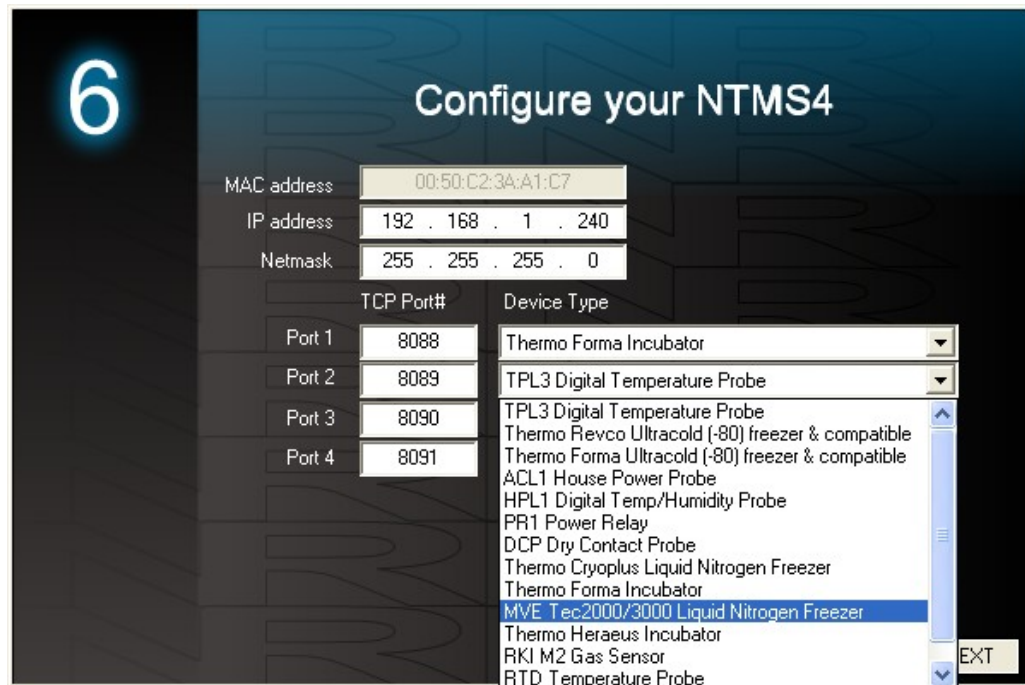 6
Configure your NTMS4
MAC address 00:50:C2:3A:A1:C7
IP address 192 . 168 . 1 . 240
Netmask 255 . 255 . 255 . 0
TCP Port# Device Type
Port 1 8088 Thermo Forma Incubator
Port 2 8089 TPL3 Digital Temperature Probe
Port 3 8090
Port 4 8091
TPL3 Digital Temperature Probe
Thermo Revco Ultracold (-80) freezer & compatible
Thermo Forma Ultracold (-80) freezer & compatible
ACL1 House Power Probe
HPL1 Digital Temp/Humidity Probe
PR1 Power Relay
DCP Dry Contact Probe
Thermo Cryoplus Liquid Nitrogen Freezer
Thermo Forma Incubator
MVE Tec2000/3000 Liquid Nitrogen Freezer
Thermo Heraeus Incubator
RKI M2 Gas Sensor
RTD Temperature Probe
EXT